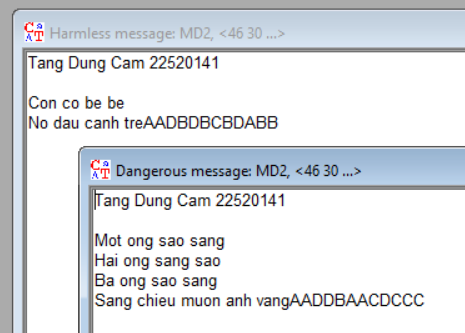 Harmless message: MD2, <46 30 ...>
Tang Dung Cam 22520141
Con co be be
No dau canh treAADBDBCBDABB
Dangerous message: MD2, <46 30 ...>
Tang Dung Cam 22520141
Mot ong sao sang
Hai ong sang sao
Ba ong sao sang
Sang chieu muon anh vangAADDBAACDCCC